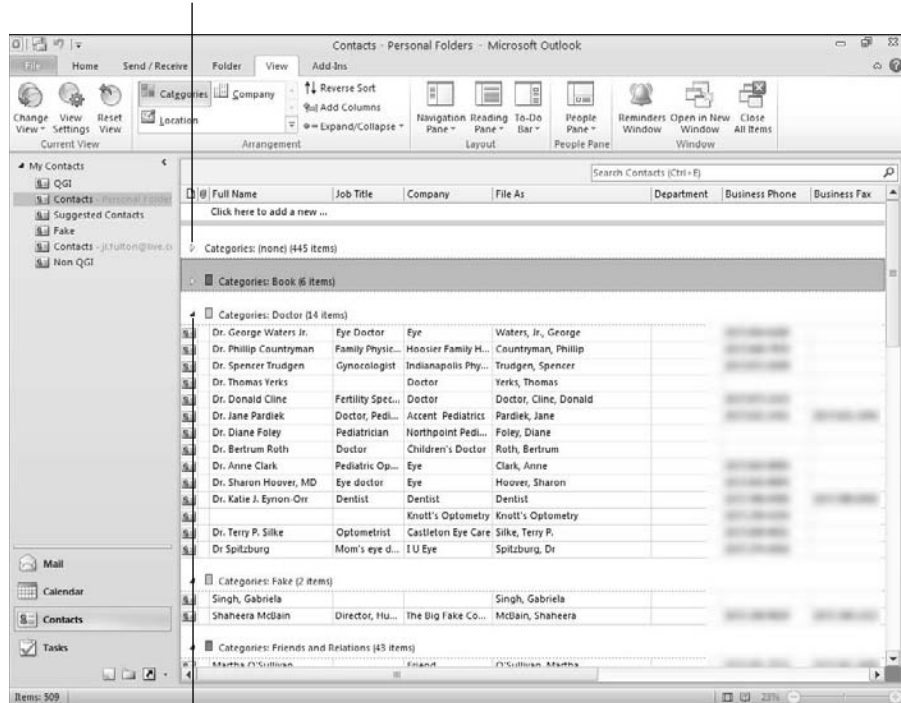 Contacts - Personal Folders - Microsoft Outlook
File Home Send / Receive Folder View Add-Ins
Change View View Settings Reset View
Categories Company
Location
Reverse Sort
Add Columns
Expand/Collapse
Navigation Pane Reading Pane To-Do Bar
People Pane
Reminders Window Open in New Window Close All Items
Current View Arrangement Layout People Pane Window
My Contacts
QGI
Contacts - Personal Folder
Suggested Contacts
Fake
Contacts - jt.fulton@live.c
Non QGI
Search Contacts (Ctrl+E)
Full Name Job Title Company File As Department Business Phone Business Fax
Click here to add a new ...
Categories: (none) (445 items)
Categories: Book (6 items)
Categories: Doctor (14 items)
Dr. George Waters Jr. Eye Doctor Eye Waters, Jr., George
Dr. Phillip Countryman Family Physic... Hoosier Family H... Countryman, Phillip
Dr. Spencer Trudgen Gynocologist Indianapolis Phy... Trudgen, Spencer
Dr. Thomas Yerks Doctor Yerks, Thomas
Dr. Donald Cline Fertility Spec... Doctor Doctor, Cline, Donald
Dr. Jane Pardiek Doctor, Pedi... Accent Pediatrics Pardiek, Jane
Dr. Diane Foley Pediatrician Northpoint Pedi... Foley, Diane
Dr. Bertrum Roth Doctor Children's Doctor Roth, Bertrum
Dr. Anne Clark Pediatric Op... Eye Clark, Anne
Dr. Sharon Hoover, MD Eye doctor Eye Hoover, Sharon
Dr. Katie J. Eynon-Orr Dentist Dentist Dentist
Knott's Optometry Knott's Optometry
Dr. Terry P. Silke Optometrist Castleton Eye Care Silke, Terry P.
Dr Spitzburg Mom's eye d... I U Eye Spitzburg, Dr
Categories: Fake (2 items)
Singh, Gabriela Singh, Gabriela
Shaheera McBain Director, Hu... The Big Fake Co... McBain, Shaheera
Categories: Friends and Relations (43 items)
Martha O'Sullivan Friend O'Sullivan, Martha
Mail
Calendar
Contacts
Tasks
Items: 509
23%